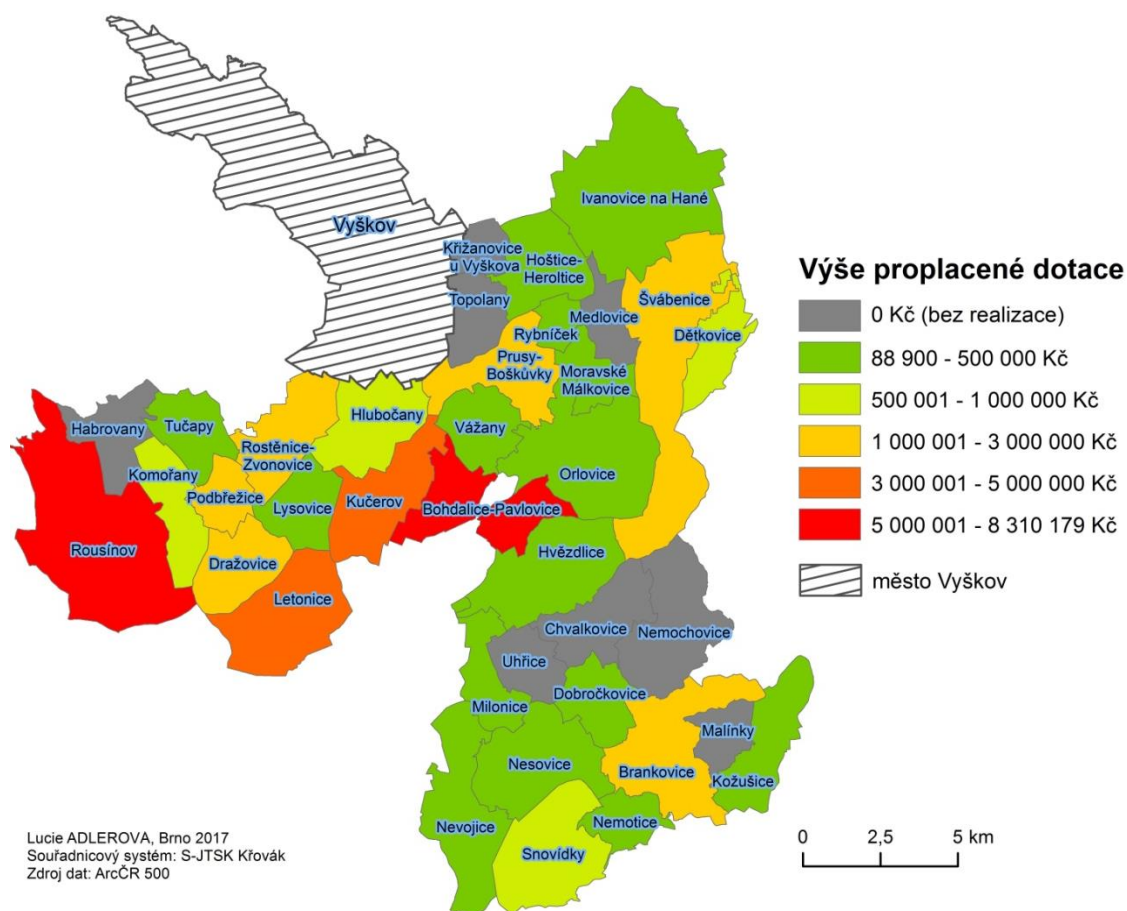 Ivanovice na Hané
Vyškov
Křižanovice
u Vyškova
Hoštice-
Heroltice
Topolany
Švábenice
Medlovice
Rybníček
Dětkovice
Prusy-
Boškůvky
Moravské
Málkovice
Hlubočany
Habrovany
Tučapy
Vážany
Rostěnice-
Zvonovice
Komořany
Orlovice
Podbřežice
Lysovice
Kučerov
Bohdalice-Pavlovice
Rousínov
Hvězdlice
Dražovice
Letonice
Chvalkovice
Nemochovice
Uhřice
Dobročkovice
Milonice
Malínky
Nesovice
Brankovice
Kožušice
Nevojice
Nemotice
Snovídky
Výše proplacené dotace
0 Kč (bez realizace)
88 900 - 500 000 Kč
500 001 - 1 000 000 Kč
1 000 001 - 3 000 000 Kč
3 000 001 - 5 000 000 Kč
5 000 001 - 8 310 179 Kč
město Vyškov
0 2,5 5 km
Lucie ADLEROVA, Brno 2017
Souřadnicový systém: S-JTSK Křovák
Zdroj dat: ArcČR 500